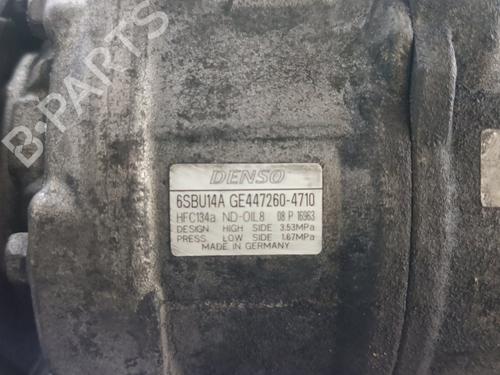 B-PARTS
DENSO
6SBU14A GE447260-4710
HFC134a ND-OIL8 08 P 16963
DESIGN HIGH SIDE 3.53MPa
PRESS LOW SIDE 1.67MPa
MADE IN GERMANY